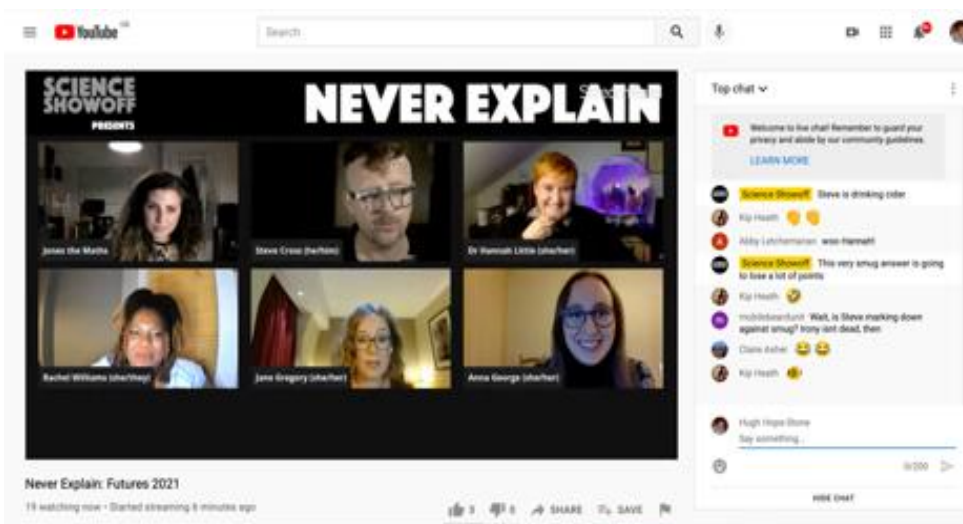 YouTube GB
Search
SCIENCE
SHOWOFF
PRESENTS
NEVER EXPLAIN
Jones the Maths
Steve Cross (he/him)
Dr Hannah Little (she/her)
Rachel Williams (she/they)
Jane Gregory (she/her)
Anna George (she/her)
Never Explain: Futures 2021
19 watching now • Started streaming 6 minutes ago
3
0
SHARE
SAVE
Top chat
Welcome to live chat! Remember to guard your
privacy and abide by our community guidelines.
LEARN MORE
Science Showoff Steve is drinking cider
Kip Heath
Abby woo Hannah!
Science Showoff This very smug answer is going
to lose a lot of points
Kip Heath
Wait, is Steve marking down
against smug? Irony isnt dead, then
Claire Asher
Kip Heath
Hugh Hope-Stone
Say something...
0/200
HIDE CHAT